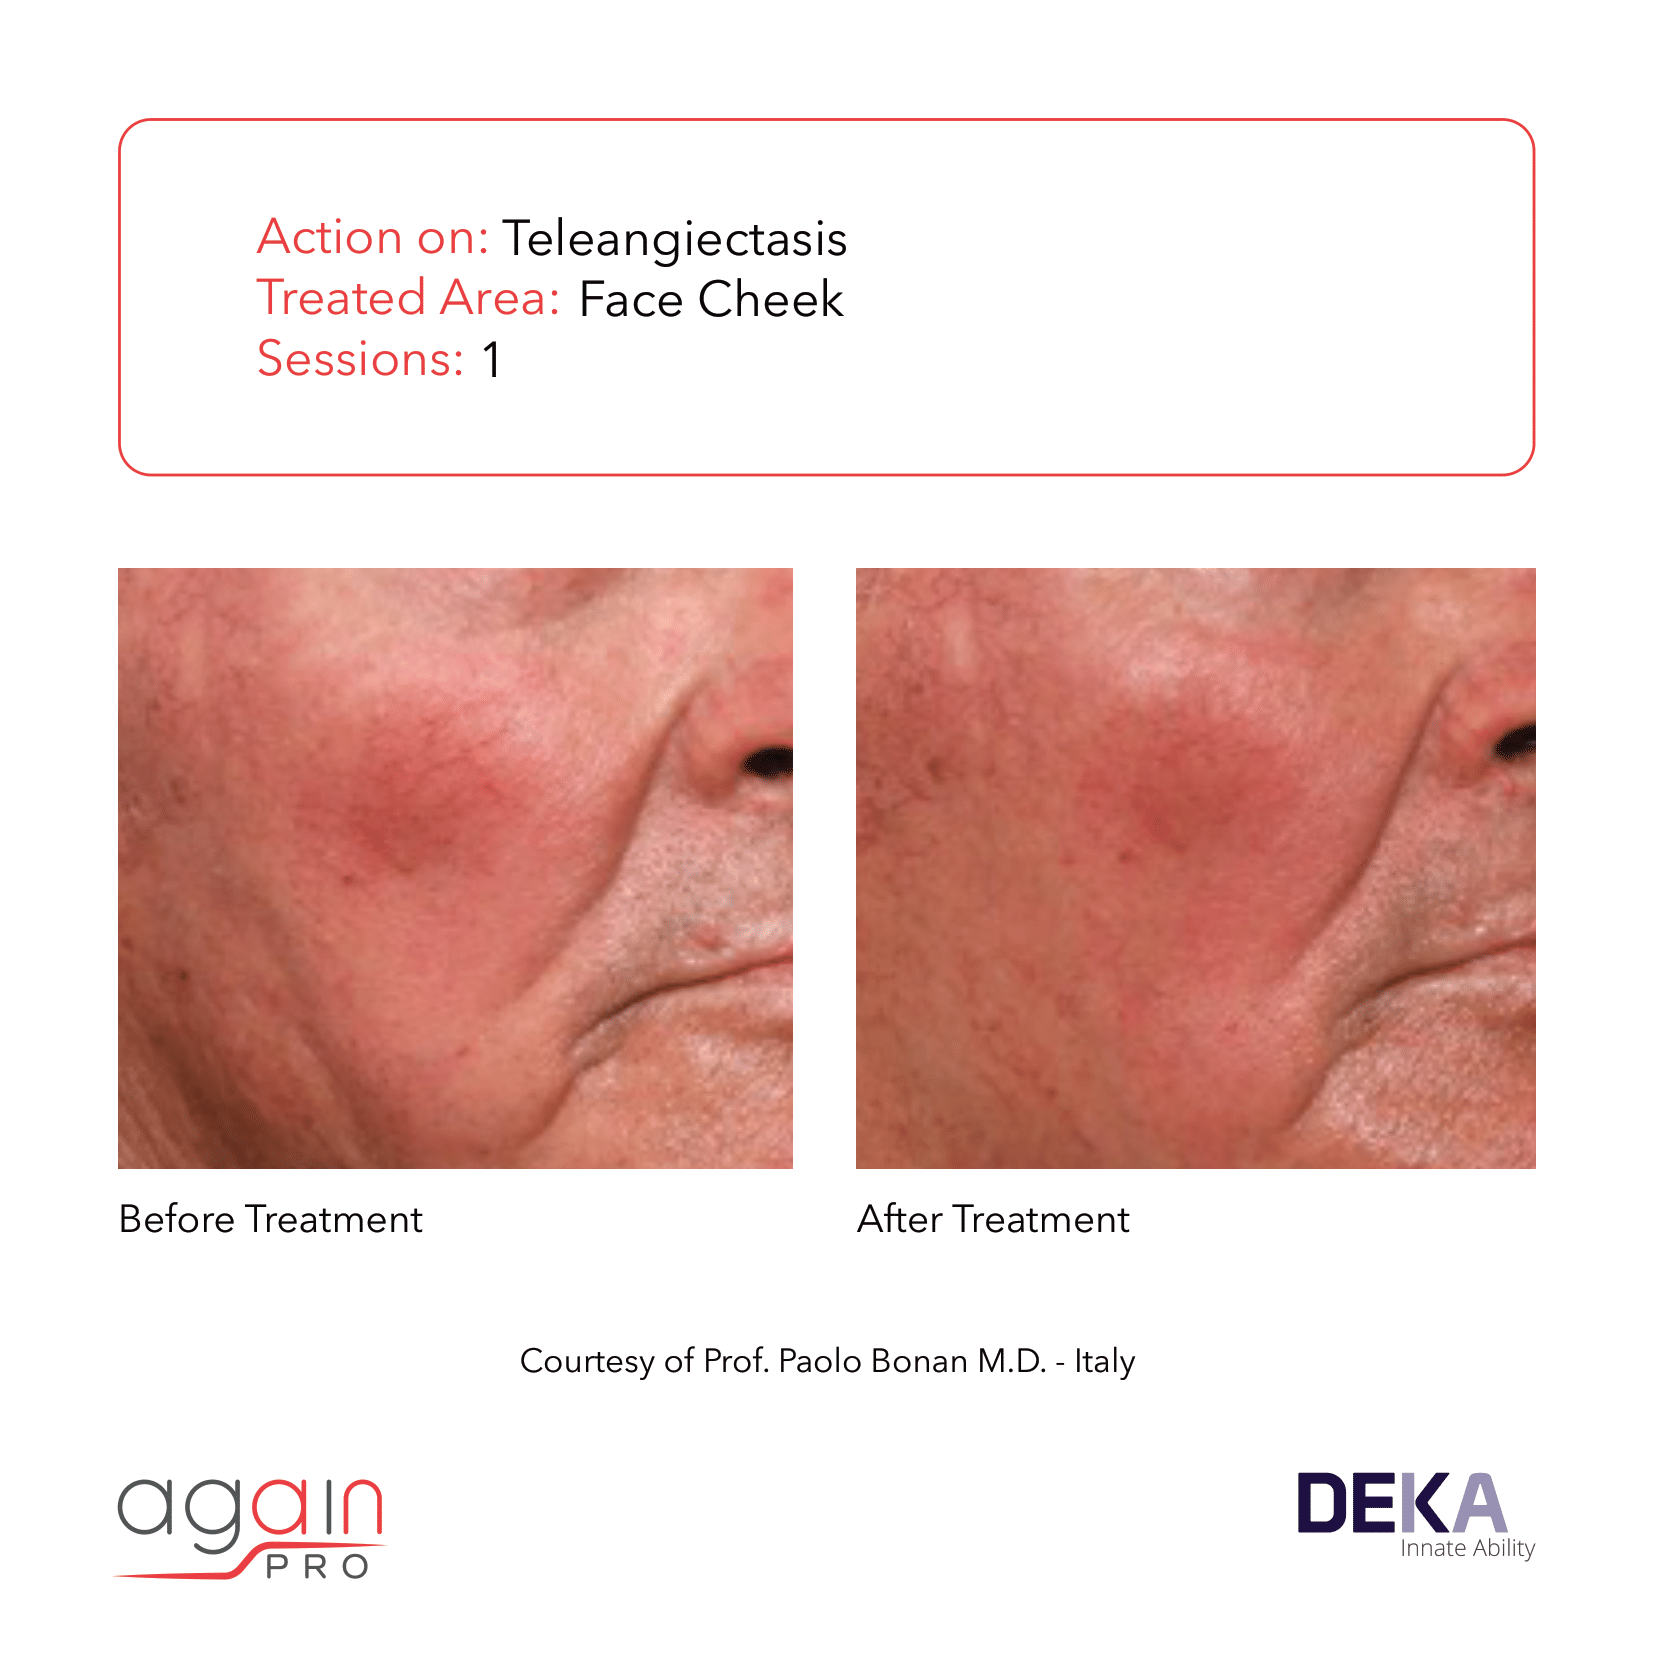 Action on: Teleangiectasis
Treated Area: Face Cheek
Sessions: 1
Before Treatment
After Treatment
Courtesy of Prof. Paolo Bonan M.D. - Italy
again
PRO
DEKA
Innate Ability